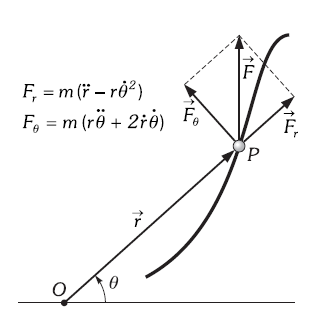 F_r = m(r̈ − rθ̇²)
F_θ = m(rθ̈ + 2ṙθ̇)
F⃗
F⃗_θ
F⃗_r
P
r⃗
O
θ